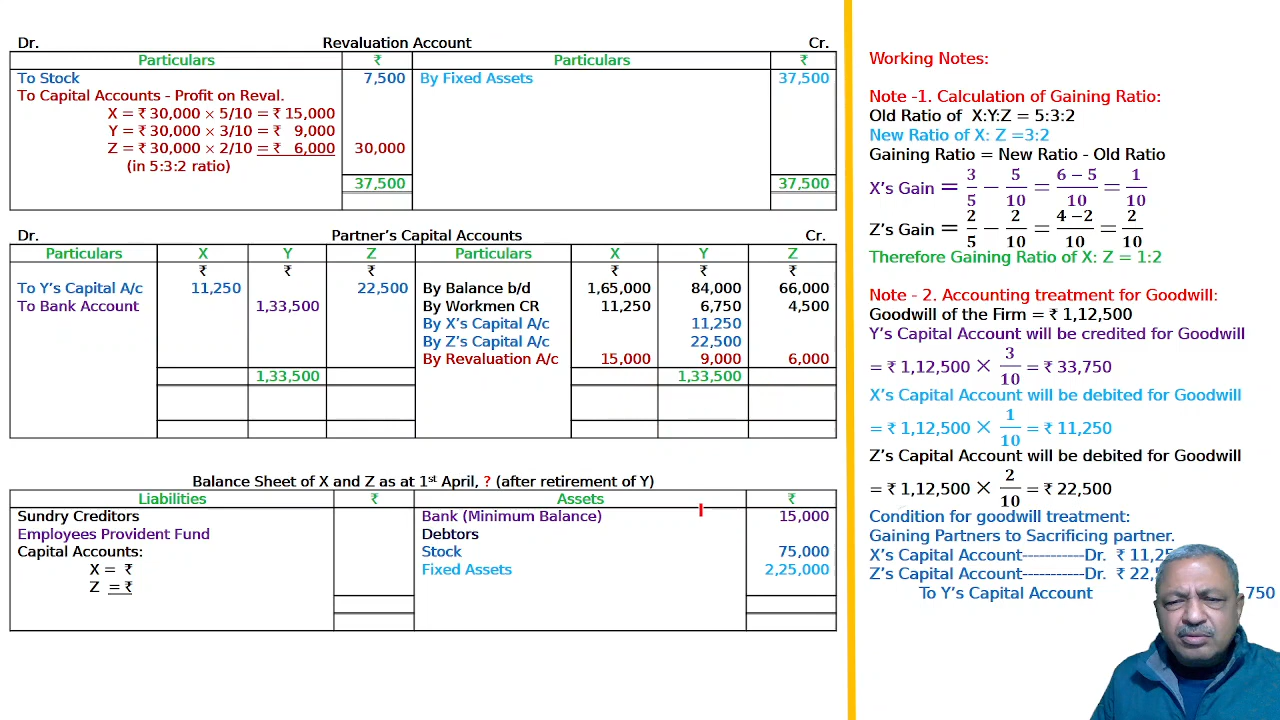 Dr. Revaluation Account Cr.
Particulars ₹ Particulars ₹
To Stock 7,500 By Fixed Assets 37,500
To Capital Accounts - Profit on Reval.
X = ₹ 30,000 × 5/10 = ₹ 15,000
Y = ₹ 30,000 × 3/10 = ₹ 9,000
Z = ₹ 30,000 × 2/10 = ₹ 6,000 30,000
(in 5:3:2 ratio)
37,500 37,500
Dr. Partner's Capital Accounts Cr.
Particulars X Y Z Particulars X Y Z
₹ ₹ ₹ ₹ ₹ ₹
To Y's Capital A/c 11,250 22,500 By Balance b/d 1,65,000 84,000 66,000
To Bank Account 1,33,500 By Workmen CR 11,250 6,750 4,500
By X's Capital A/c 11,250
By Z's Capital A/c 22,500
By Revaluation A/c 15,000 9,000 6,000
1,33,500 1,33,500
Balance Sheet of X and Z as at 1st April, ? (after retirement of Y)
Liabilities ₹ Assets ₹
Sundry Creditors Bank (Minimum Balance) 15,000
Employees Provident Fund Debtors
Capital Accounts: Stock 75,000
X = ₹ Fixed Assets 2,25,000
Z = ₹
Working Notes:
Note -1. Calculation of Gaining Ratio:
Old Ratio of X:Y:Z = 5:3:2
New Ratio of X: Z =3:2
Gaining Ratio = New Ratio - Old Ratio
X's Gain = 3/5 − 5/10 = 6 − 5/10 = 1/10
Z's Gain = 2/5 − 2/10 = 4 −2/10 = 2/10
Therefore Gaining Ratio of X: Z = 1:2
Note - 2. Accounting treatment for Goodwill:
Goodwill of the Firm = ₹ 1,12,500
Y's Capital Account will be credited for Goodwill
= ₹ 1,12,500 × 3/10 = ₹ 33,750
X's Capital Account will be debited for Goodwill
= ₹ 1,12,500 × 1/10 = ₹ 11,250
Z's Capital Account will be debited for Goodwill
= ₹ 1,12,500 × 2/10 = ₹ 22,500
Condition for goodwill treatment:
Gaining Partners to Sacrificing partner.
X's Capital Account-----------Dr. ₹ 11,25
Z's Capital Account-----------Dr. ₹ 22,
To Y's Capital Account 750